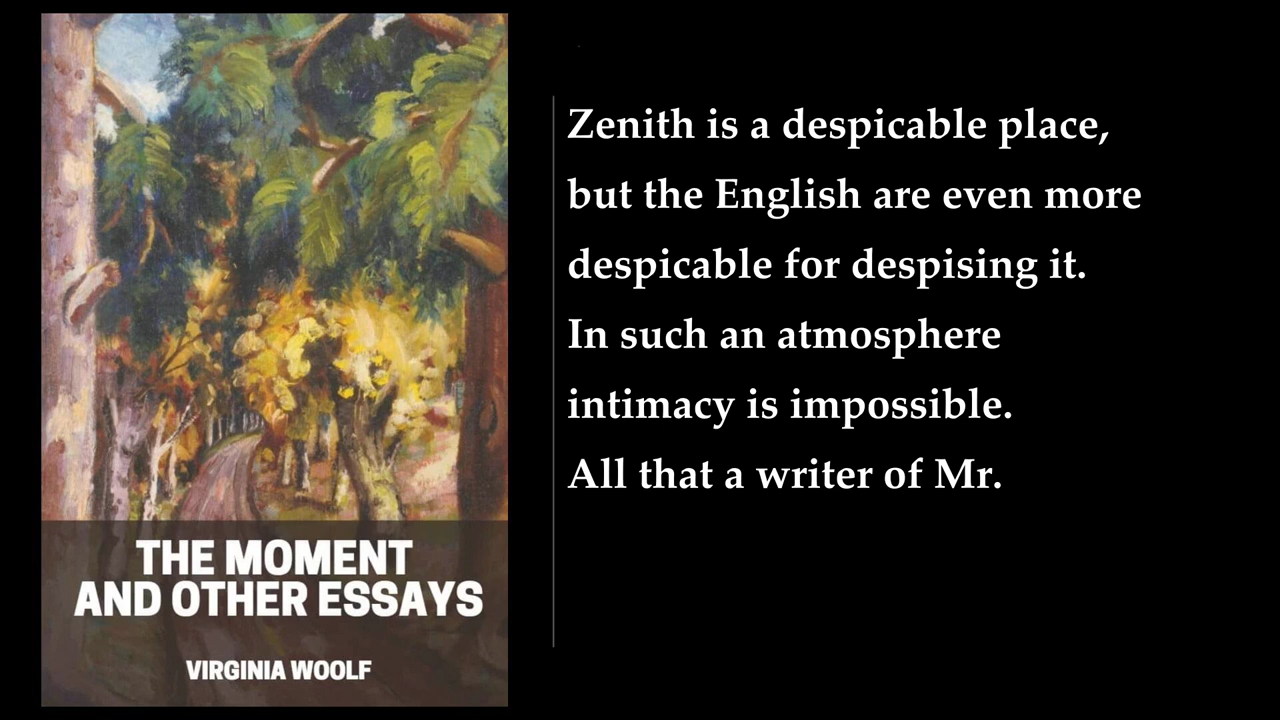 THE MOMENT
AND OTHER ESSAYS
VIRGINIA WOOLF
Zenith is a despicable place,
but the English are even more
despicable for despising it.
In such an atmosphere
intimacy is impossible.
All that a writer of Mr.